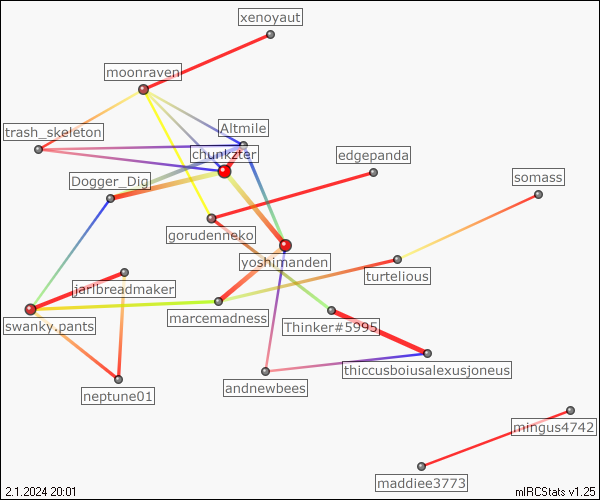 xenoyaut
moonraven
trash_skeleton
Altmile
chunkzter
edgepanda
Dogger_Dig
somass
gorudenneko
yoshimanden
turtelious
jarlbreadmaker
marcemadness
swanky.pants
Thinker#5995
thiccusboiusalexusjoneus
andnewbees
neptune01
mingus4742
maddiee3773
2.1.2024 20:01
mIRCStats v1.25